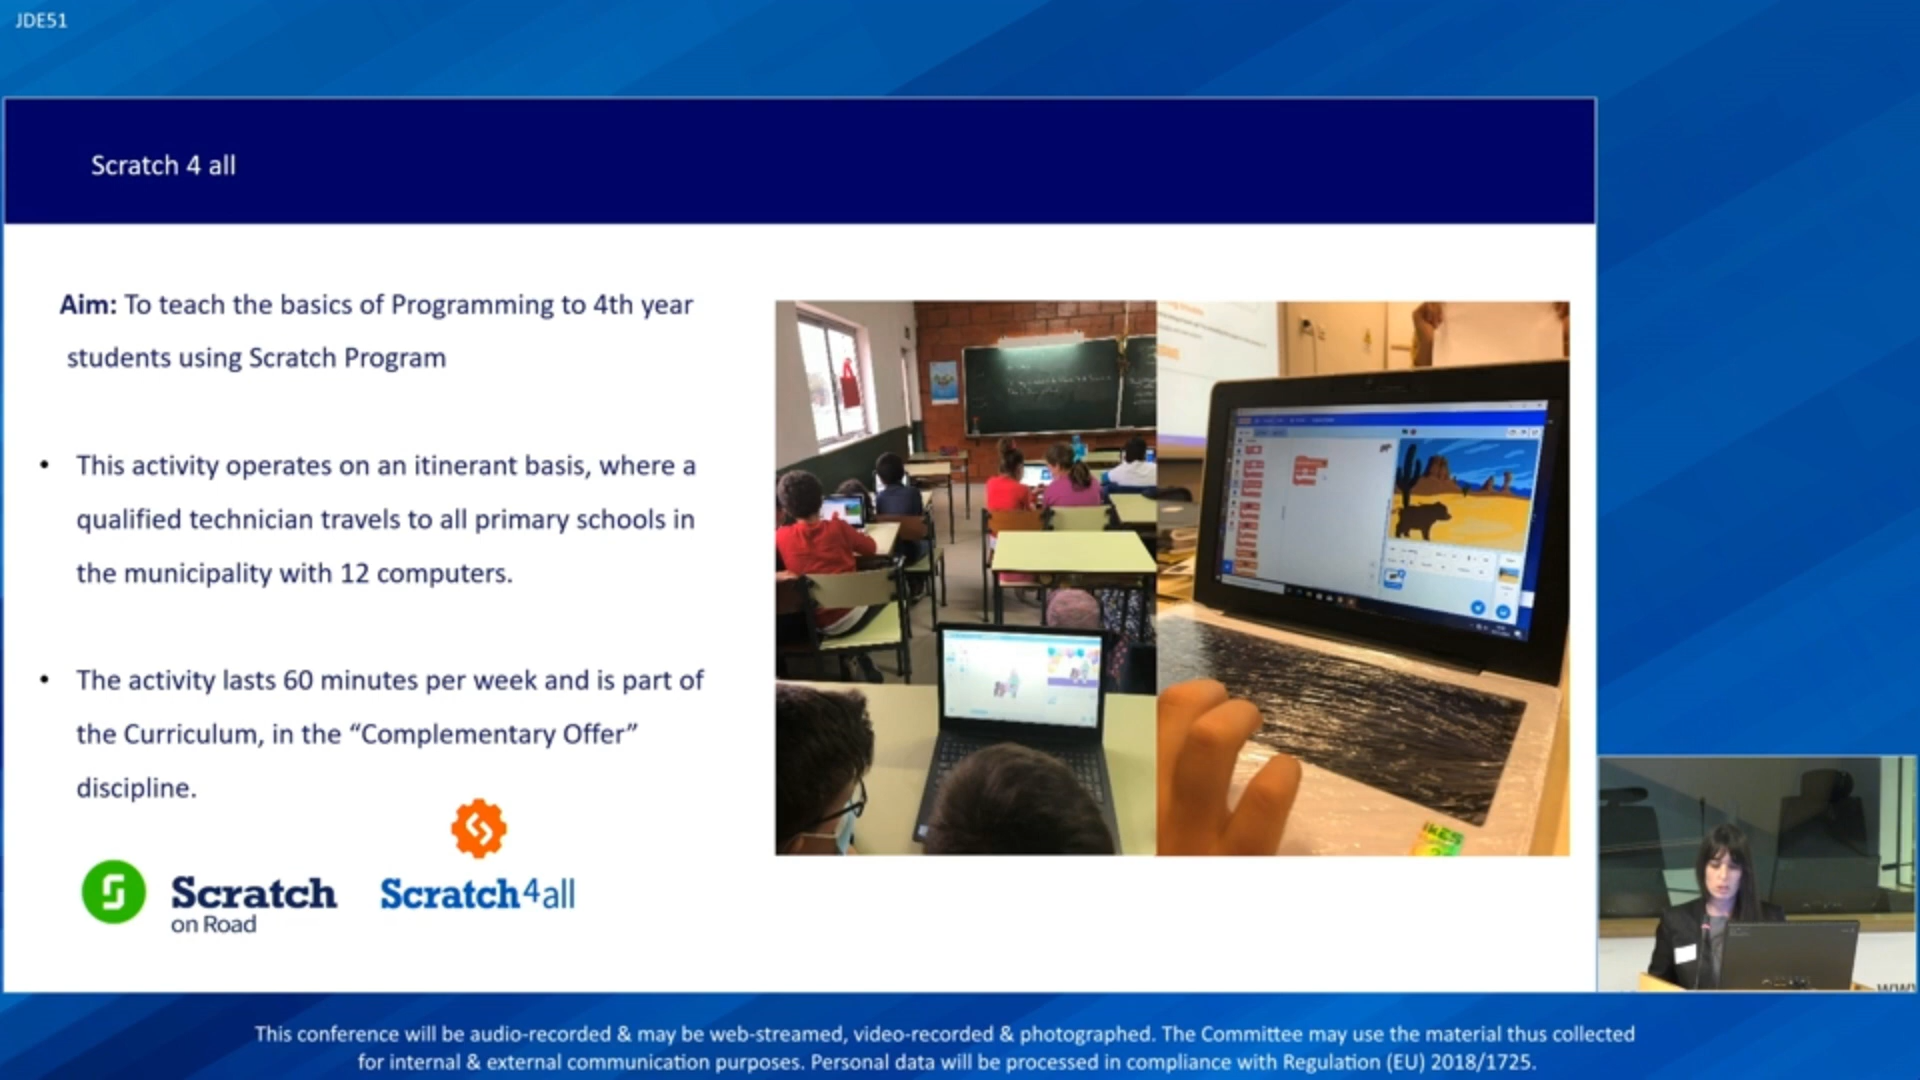 JDE51
Scratch 4 all
Aim: To teach the basics of Programming to 4th year
students using Scratch Program
• This activity operates on an itinerant basis, where a
qualified technician travels to all primary schools in
the municipality with 12 computers.
• The activity lasts 60 minutes per week and is part of
the Curriculum, in the “Complementary Offer”
discipline.
Scratch
on Road
Scratch4all
This conference will be audio-recorded & may be web-streamed, video-recorded & photographed. The Committee may use the material thus collected
for internal & external communication purposes. Personal data will be processed in compliance with Regulation (EU) 2018/1725.